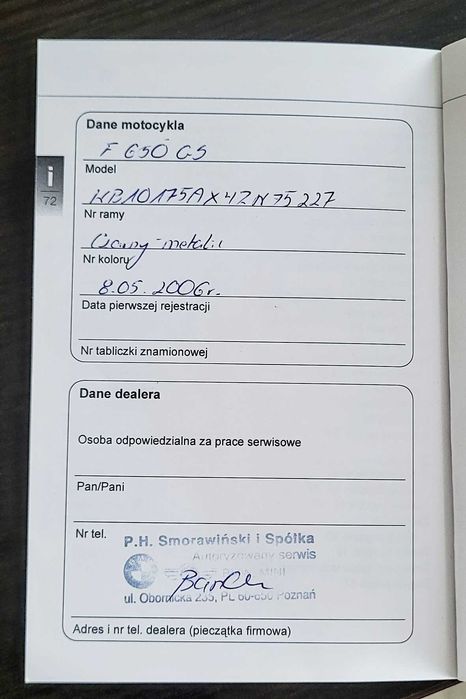 Dane motocykla
F 650 GS
Model
WB10175AX4ZN75227
Nr ramy
Czarny-metalic
Nr koloru
8.05.2006r.
Data pierwszej rejestracji
Nr tabliczki znamionowej
i
72
Dane dealera
Osoba odpowiedzialna za prace serwisowe
Pan/Pani
Nr tel.
P.H. Smorawiński i Spółka
Autoryzowany serwis
MINI
ul. Obornicka 235, PL 60-650 Poznań
Adres i nr tel. dealera (pieczątka firmowa)